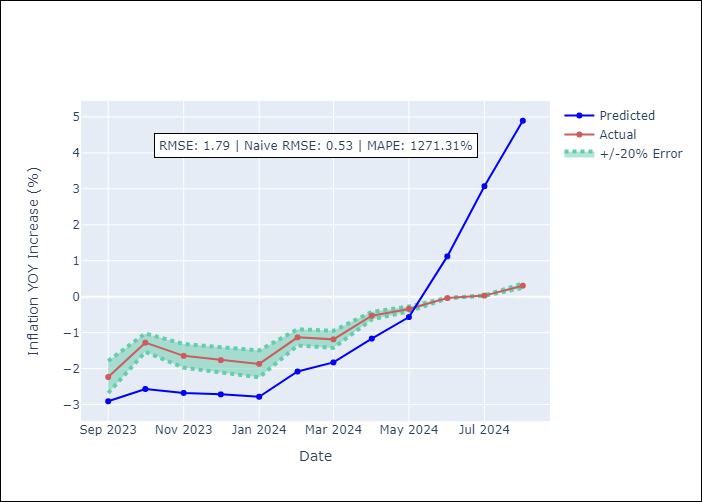 RMSE: 1.79 | Naive RMSE: 0.53 | MAPE: 1271.31%
Predicted
Actual
+/-20% Error
Inflation YOY Increase (%)
5
4
3
2
1
0
−1
−2
−3
Sep 2023
Nov 2023
Jan 2024
Mar 2024
May 2024
Jul 2024
Date